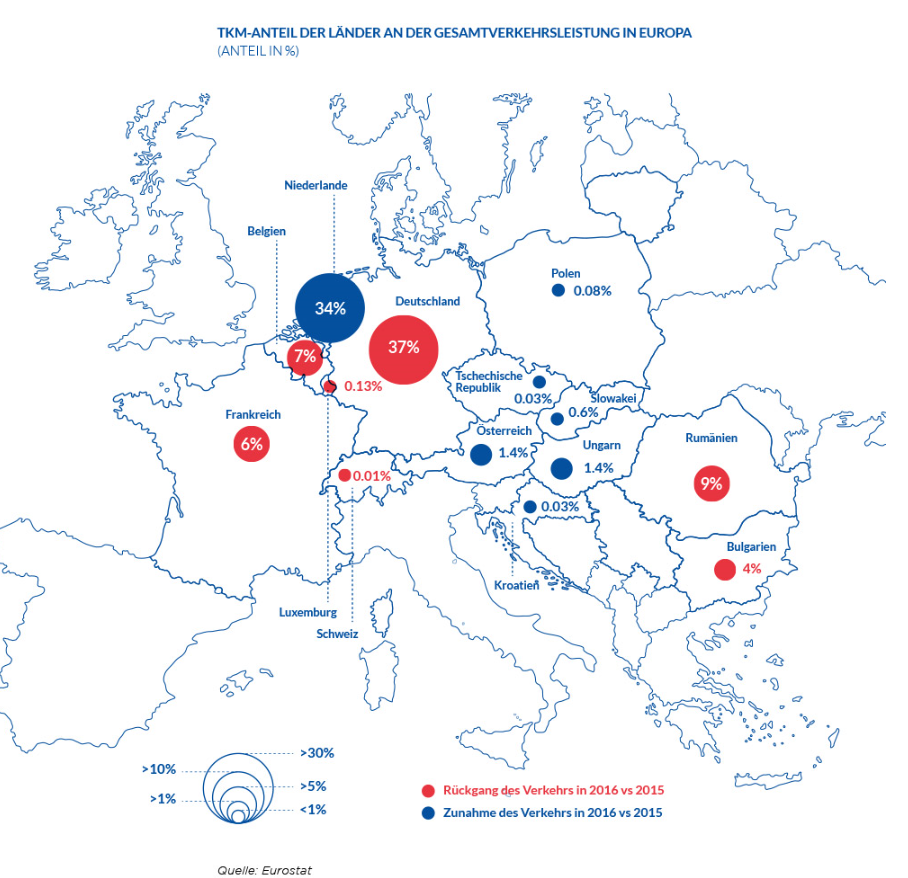 TKM-ANTEIL DER LÄNDER AN DER GESAMTVERKEHRSLEISTUNG IN EUROPA
(ANTEIL IN %)
Niederlande
Belgien
Polen
0.08%
Deutschland
34%
37%
7%
0.13%
Tschechische
Republik
0.03%
Slowakei
0.6%
Frankreich
6%
Österreich
1.4%
Ungarn
1.4%
Rumänien
9%
0.01%
0.03%
Bulgarien
4%
Kroatien
Luxemburg
Schweiz
>30%
>10%
>5%
>1%
<1%
Rückgang des Verkehrs in 2016 vs 2015
Zunahme des Verkehrs in 2016 vs 2015
Quelle: Eurostat